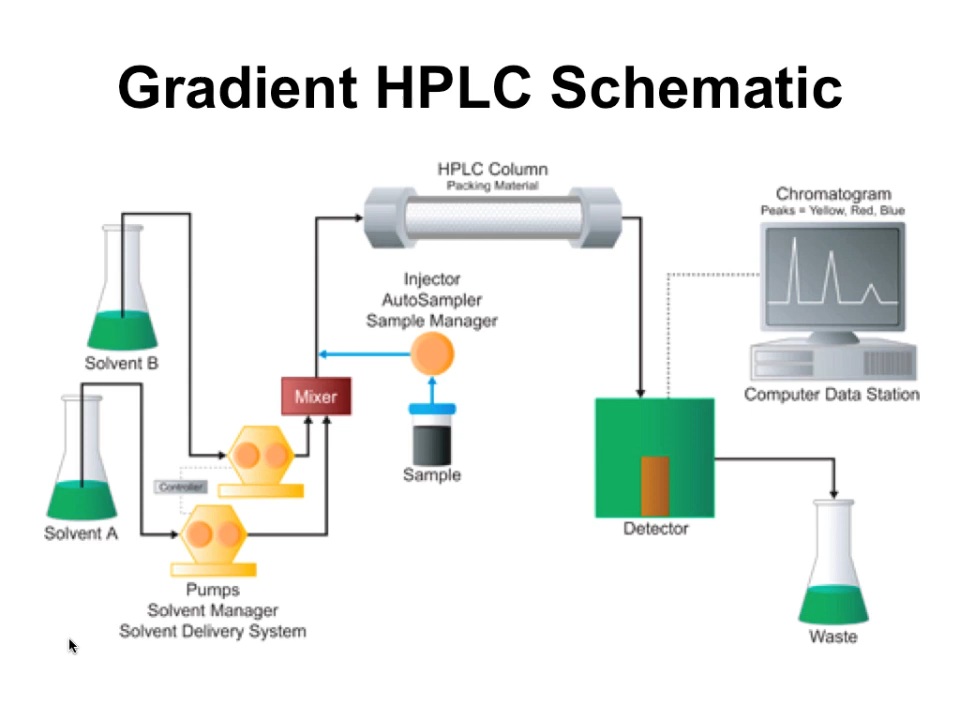 Gradient HPLC Schematic
HPLC Column
Packing Material
Chromatogram
Peaks = Yellow, Red, Blue
Injector
AutoSampler
Sample Manager
Solvent B
Mixer
Computer Data Station
Sample
Controller
Solvent A
Detector
Pumps
Solvent Manager
Solvent Delivery System
Waste